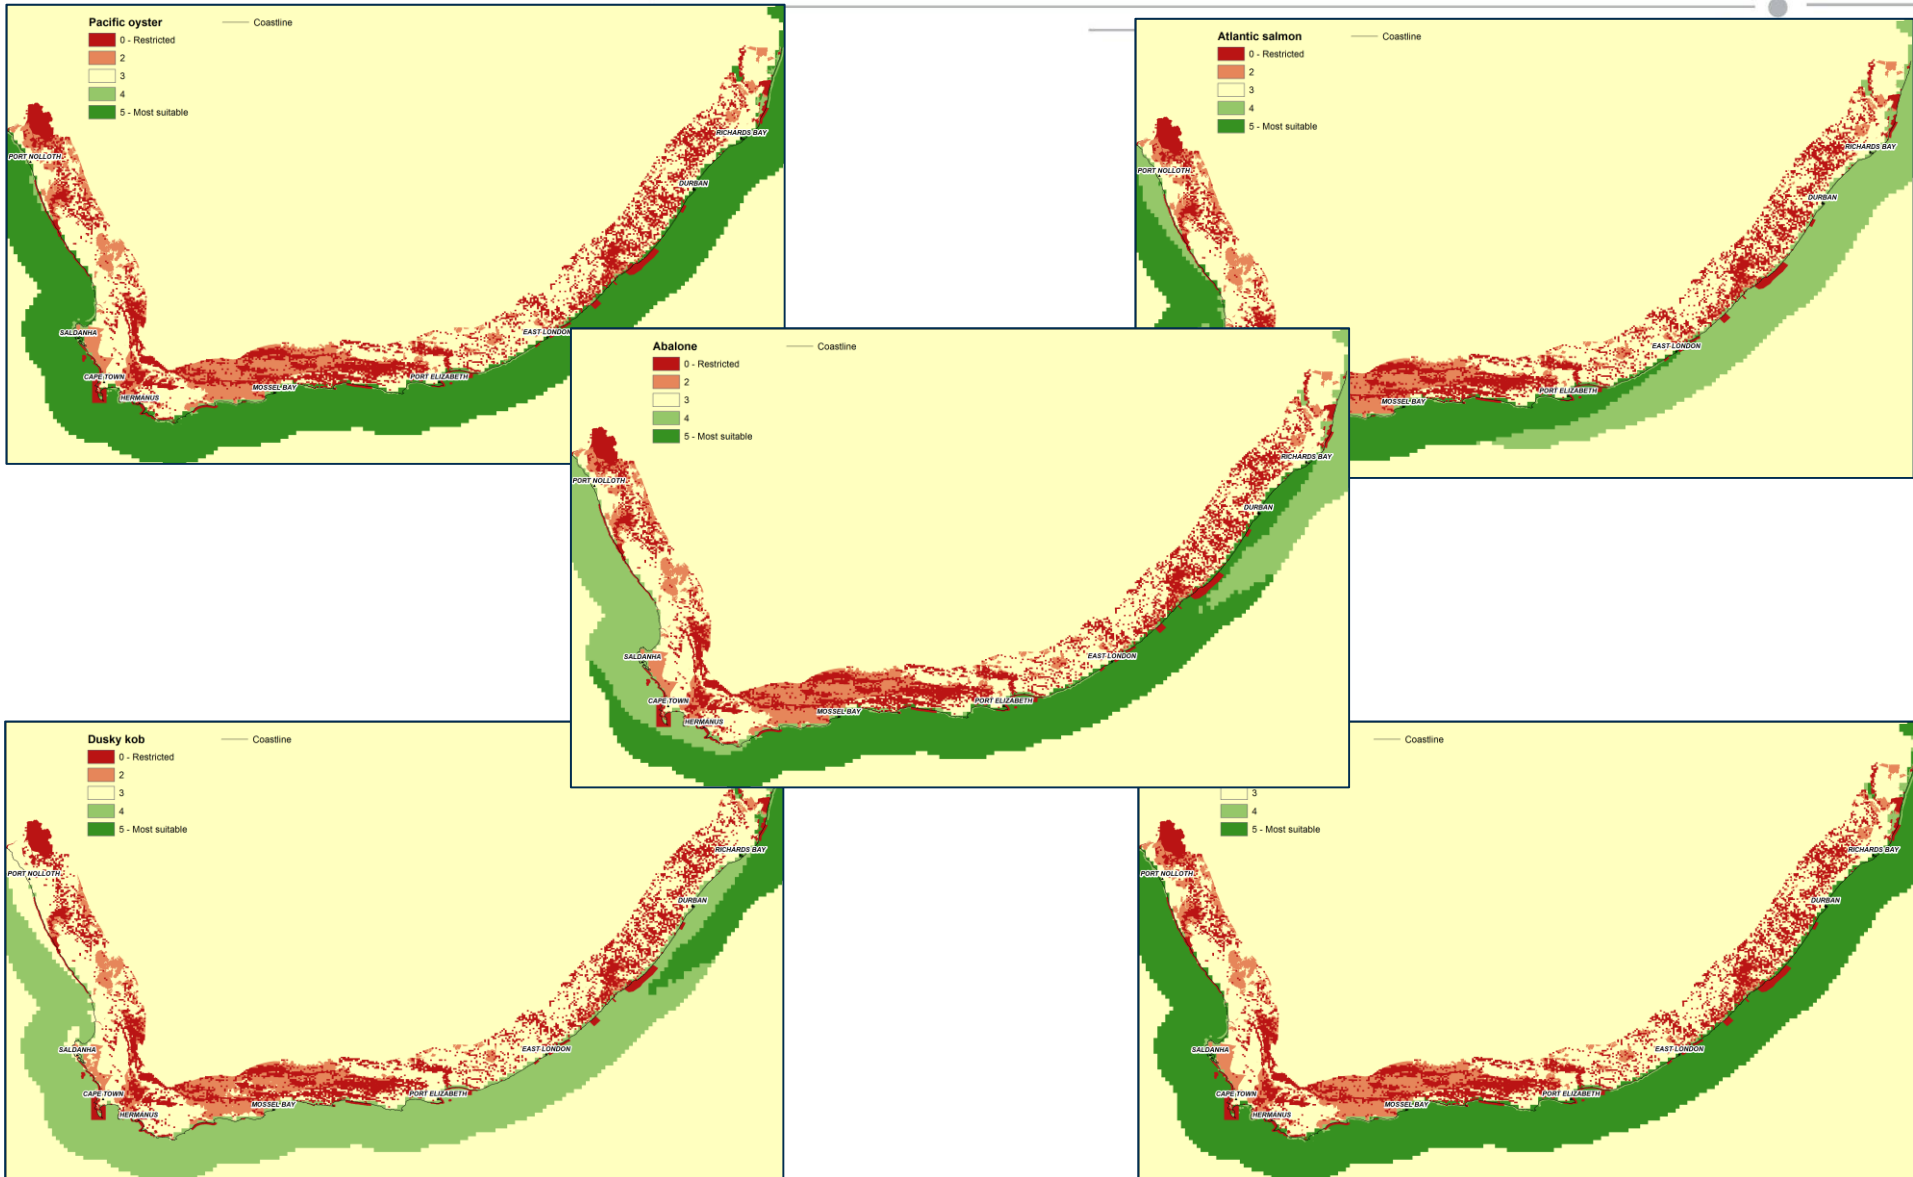 Pacific oyster
Coastline
0 - Restricted
2
3
4
5 - Most suitable
RICHARDS BAY
PORT NOLLOTH
DURBAN
SALDANHA
EAST-LONDON
CAPE-TOWN
PORT ELIZABETH
MOSSEL-BAY
HERMANUS
Atlantic salmon
Coastline
0 - Restricted
2
3
4
5 - Most suitable
RICHARDS BAY
PORT NOLLOTH
DURBAN
EAST-LONDON
PORT ELIZABETH
MOSSEL-BAY
Abalone
Coastline
0 - Restricted
2
3
4
5 - Most suitable
RICHARDS BAY
PORT NOLLOTH
DURBAN
SALDANHA
EAST-LONDON
CAPE-TOWN
PORT ELIZABETH
MOSSEL-BAY
HERMANUS
Dusky kob
Coastline
0 - Restricted
2
3
4
5 - Most suitable
RICHARDS BAY
PORT NOLLOTH
DURBAN
SALDANHA
EAST-LONDON
CAPE-TOWN
PORT ELIZABETH
MOSSEL-BAY
HERMANUS
Coastline
3
4
5 - Most suitable
RICHARDS BAY
PORT NOLLOTH
DURBAN
SALDANHA
EAST-LONDON
CAPE-TOWN
PORT ELIZABETH
MOSSEL-BAY
HERMANUS